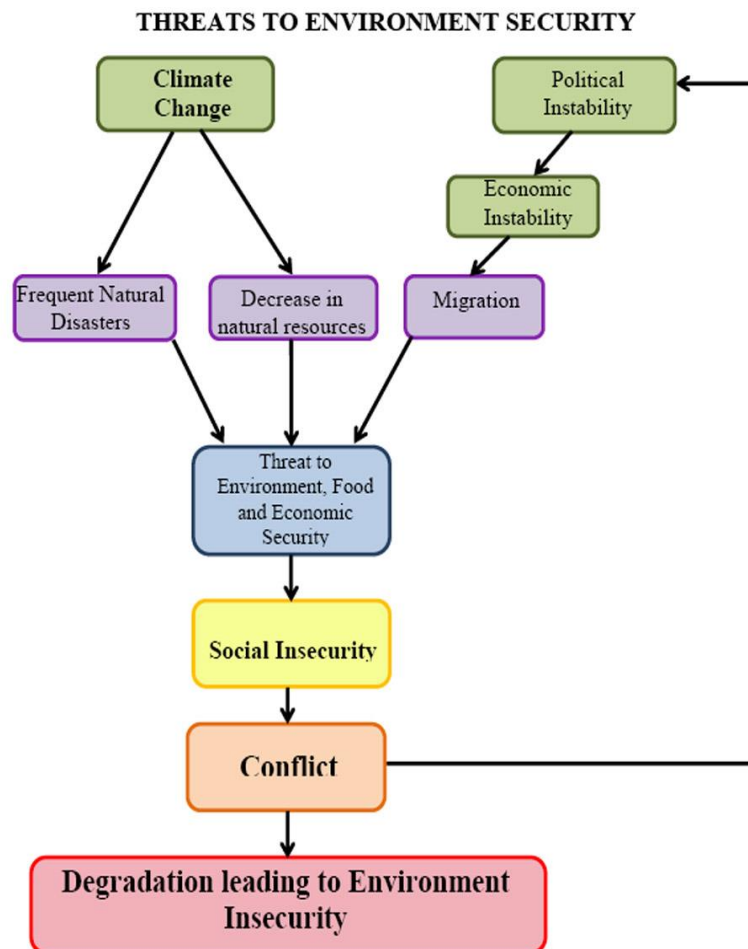 THREATS TO ENVIRONMENT SECURITY
Climate
Change
Political
Instability
Economic
Instability
Frequent Natural
Disasters
Decrease in
natural resources
Migration
Threat to
Environment, Food
and Economic
Security
Social Insecurity
Conflict
Degradation leading to Environment
Insecurity